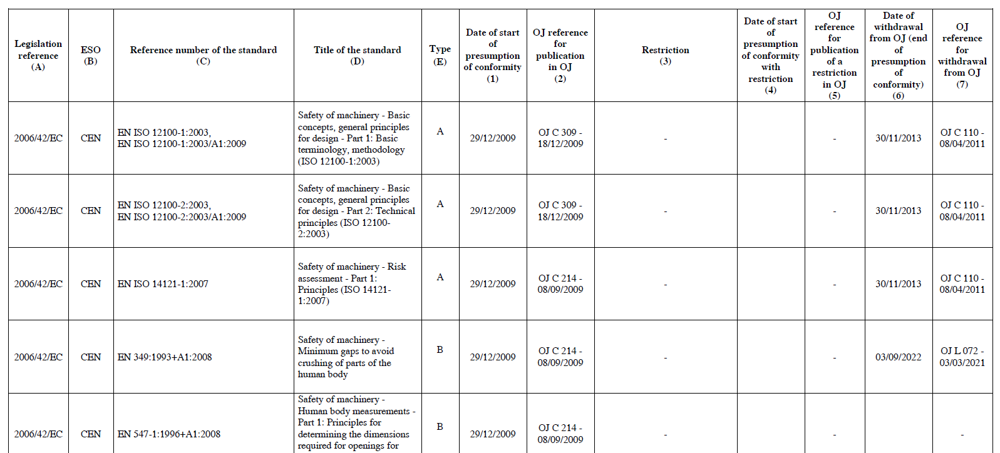 Legislation
reference
(A)
ESO
(B)
Reference number of the standard
(C)
Title of the standard
(D)
Type
(E)
Date of start
of
presumption
of conformity
(1)
OJ reference
for
publication
in OJ
(2)
Restriction
(3)
Date of start
of
presumption
of conformity
with
restriction
(4)
OJ
reference
for
publication
of a
restriction
in OJ
(5)
Date of
withdrawal
from OJ (end
of
presumption
of
conformity)
(6)
OJ
reference
for
withdrawal
from OJ
(7)
2006/42/EC
CEN
EN ISO 12100-1:2003,
EN ISO 12100-1:2003/A1:2009
Safety of machinery - Basic
concepts, general principles
for design - Part 1: Basic
terminology, methodology
(ISO 12100-1:2003)
A
29/12/2009
OJ C 309 -
18/12/2009
-
-
30/11/2013
OJ C 110 -
08/04/2011
2006/42/EC
CEN
EN ISO 12100-2:2003,
EN ISO 12100-2:2003/A1:2009
Safety of machinery - Basic
concepts, general principles
for design - Part 2: Technical
principles (ISO 12100-
2:2003)
A
29/12/2009
OJ C 309 -
18/12/2009
-
-
30/11/2013
OJ C 110 -
08/04/2011
2006/42/EC
CEN
EN ISO 14121-1:2007
Safety of machinery - Risk
assessment - Part 1:
Principles (ISO 14121-
1:2007)
A
29/12/2009
OJ C 214 -
08/09/2009
-
-
30/11/2013
OJ C 110 -
08/04/2011
2006/42/EC
CEN
EN 349:1993+A1:2008
Safety of machinery -
Minimum gaps to avoid
crushing of parts of the
human body
B
29/12/2009
OJ C 214 -
08/09/2009
-
-
03/09/2022
OJ L 072 -
03/03/2021
2006/42/EC
CEN
EN 547-1:1996+A1:2008
Safety of machinery -
Human body measurements -
Part 1: Principles for
determining the dimensions
required for openings for
B
29/12/2009
OJ C 214 -
08/09/2009
-
-
-